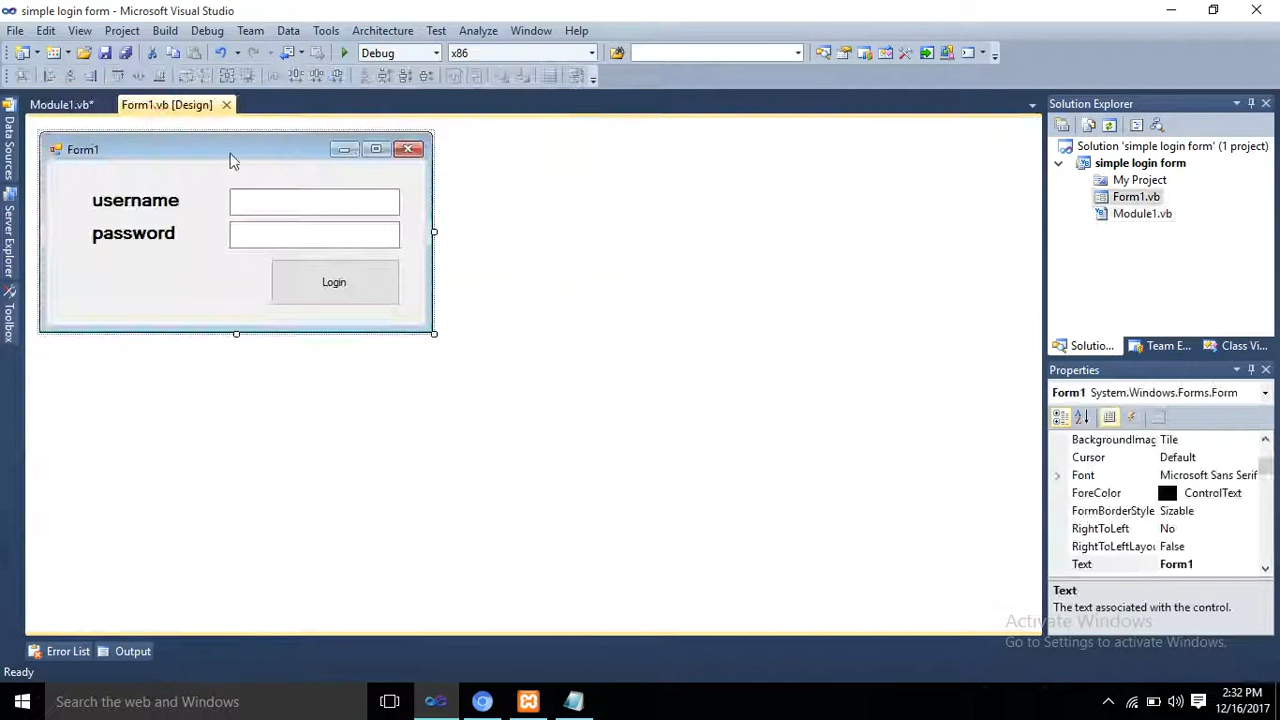 simple login form - Microsoft Visual Studio
File Edit View Project Build Debug Team Data Tools Architecture Test Analyze Window Help
Debug x86
Module1.vb* Form1.vb [Design]
Data Sources
Server Explorer
Toolbox
Form1
username
password
Login
Solution Explorer
Solution 'simple login form' (1 project)
simple login form
My Project
Form1.vb
Module1.vb
Solutio... Team E... Class Vi...
Properties
Form1 System.Windows.Forms.Form
BackgroundImag Tile
Cursor Default
Font Microsoft Sans Serif
ForeColor ControlText
FormBorderStyle Sizable
RightToLeft No
RightToLeftLayou False
Text Form1
Text
The text associated with the control.
Activate Windows
Go to Settings to activate Windows.
Error List Output
Ready
Search the web and Windows
2:32 PM
12/16/2017